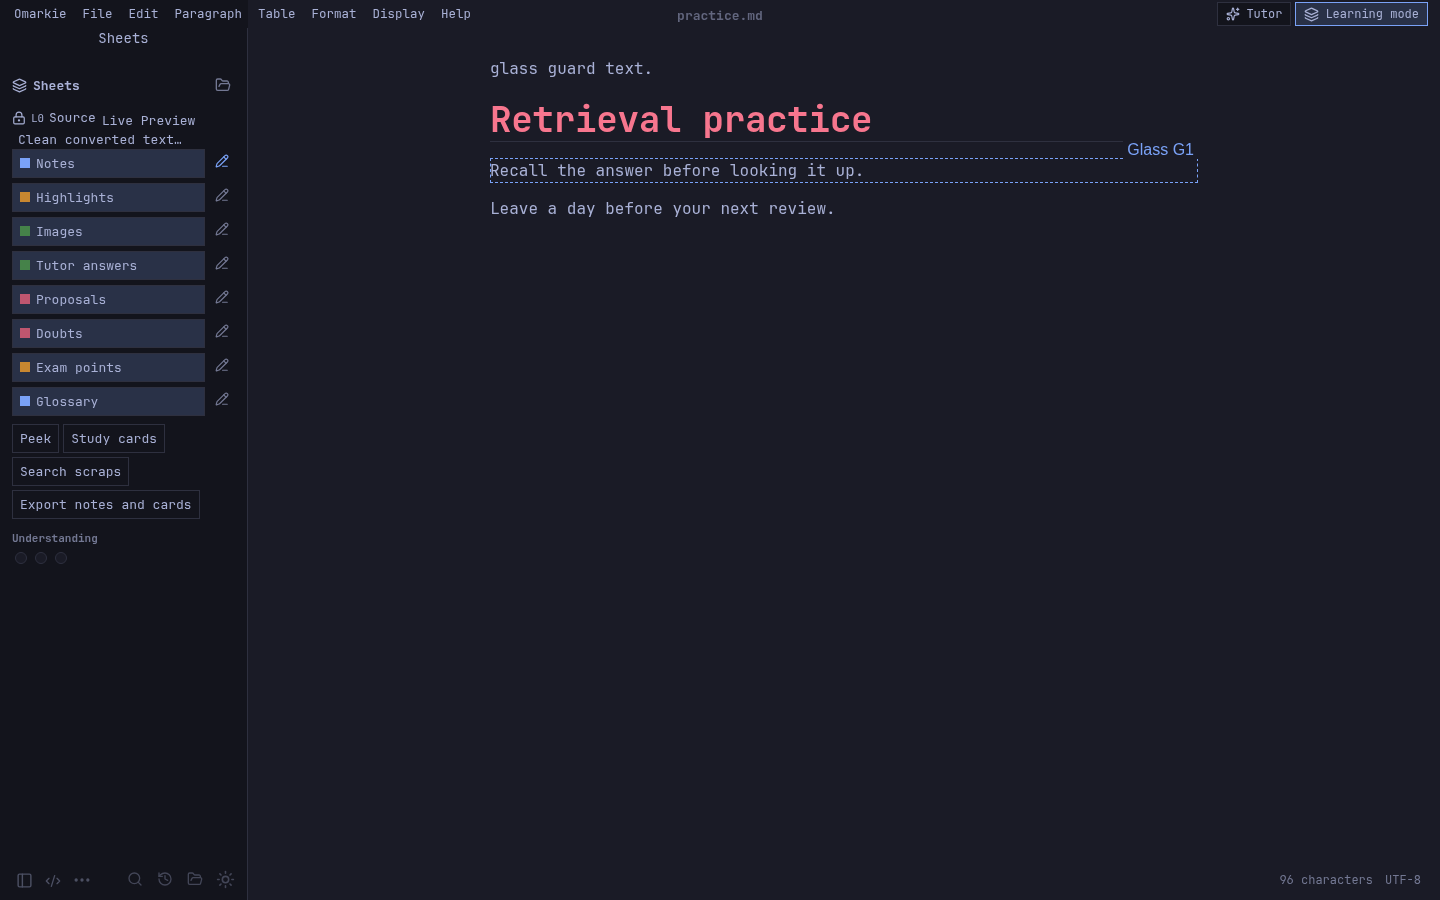 Omarkie File Edit Paragraph Table Format Display Help practice.md Tutor Learning mode
Sheets
Sheets
L0 Source Live Preview
Clean converted text…
Notes
Highlights
Images
Tutor answers
Proposals
Doubts
Exam points
Glossary
Peek Study cards
Search scraps
Export notes and cards
Understanding
glass guard text.
Retrieval practice
Glass G1
Recall the answer before looking it up.
Leave a day before your next review.
96 characters UTF-8